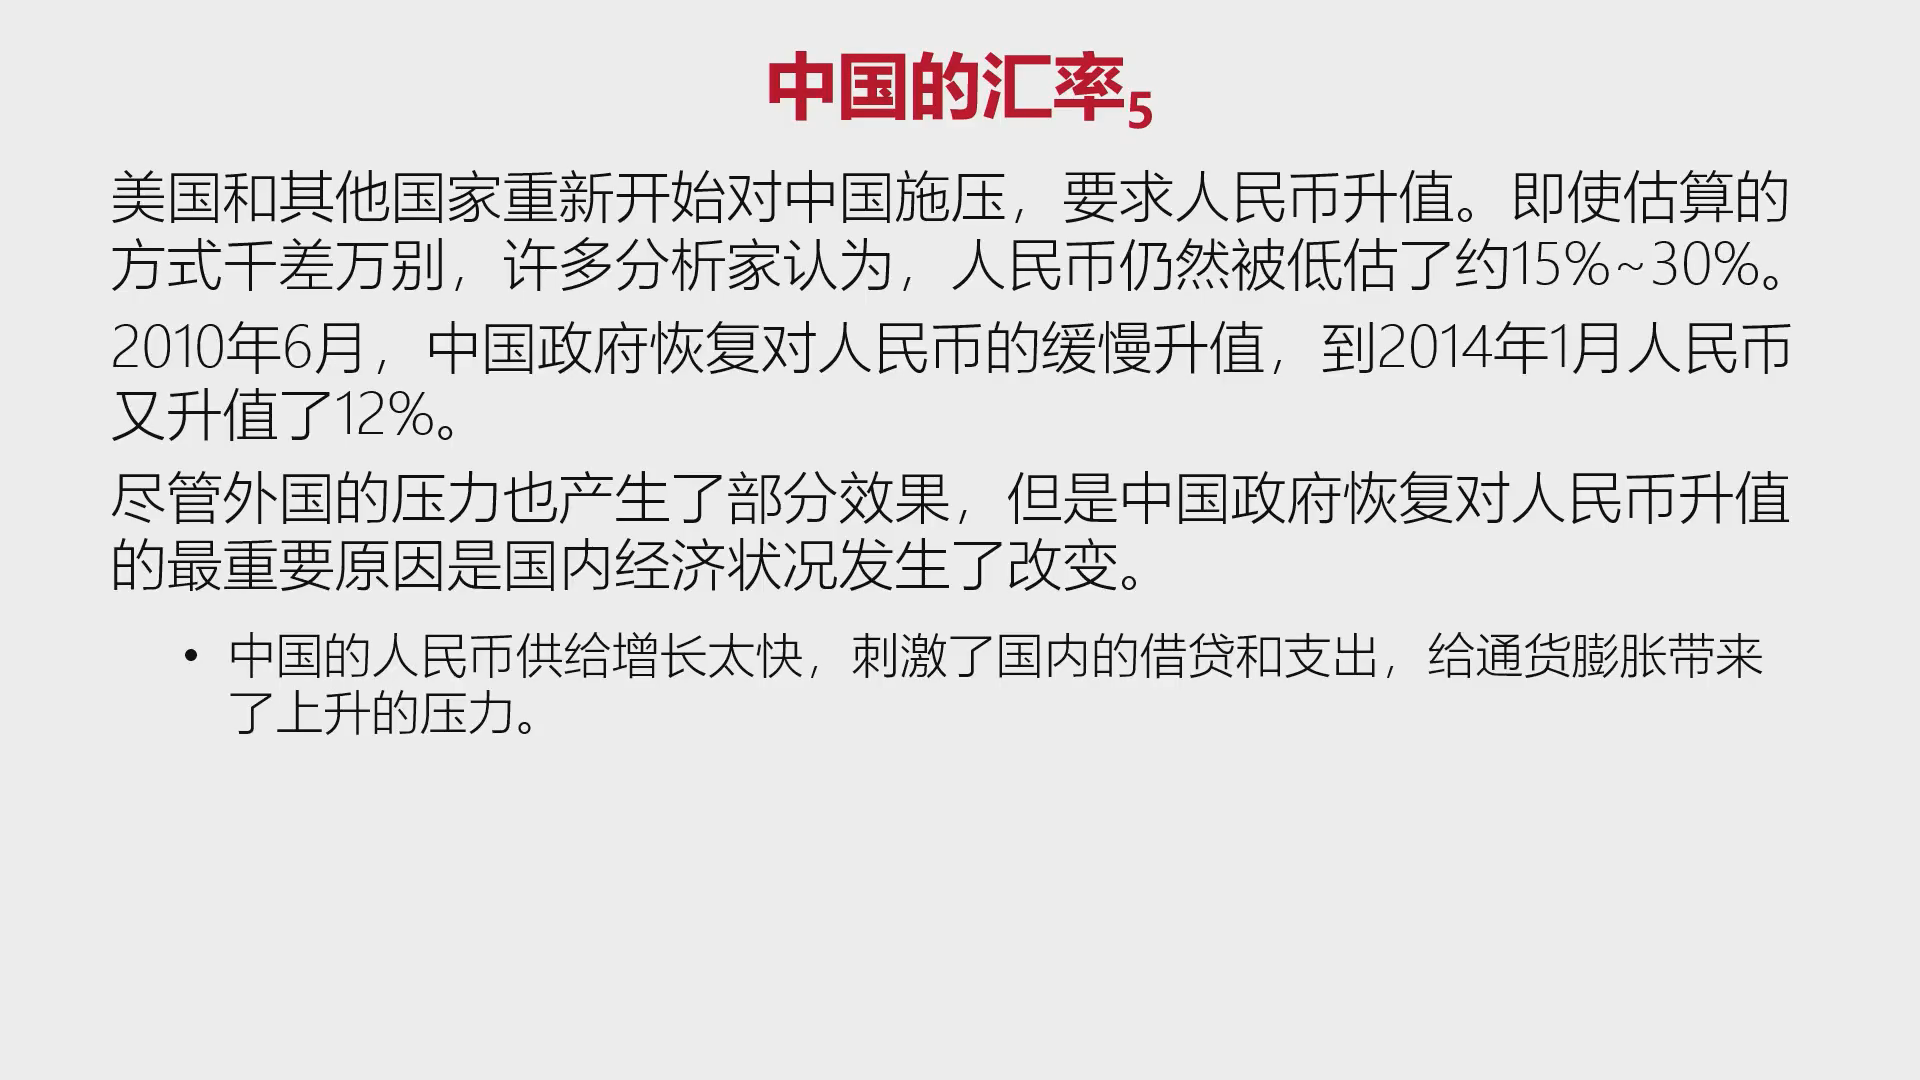 中国的汇率5
美国和其他国家重新开始对中国施压，要求人民币升值。即使估算的
方式千差万别，许多分析家认为，人民币仍然被低估了约15%~30%。
2010年6月，中国政府恢复对人民币的缓慢升值，到2014年1月人民币
又升值了12%。
尽管外国的压力也产生了部分效果，但是中国政府恢复对人民币升值
的最重要原因是国内经济状况发生了改变。
• 中国的人民币供给增长太快，刺激了国内的借贷和支出，给通货膨胀带来
了上升的压力。